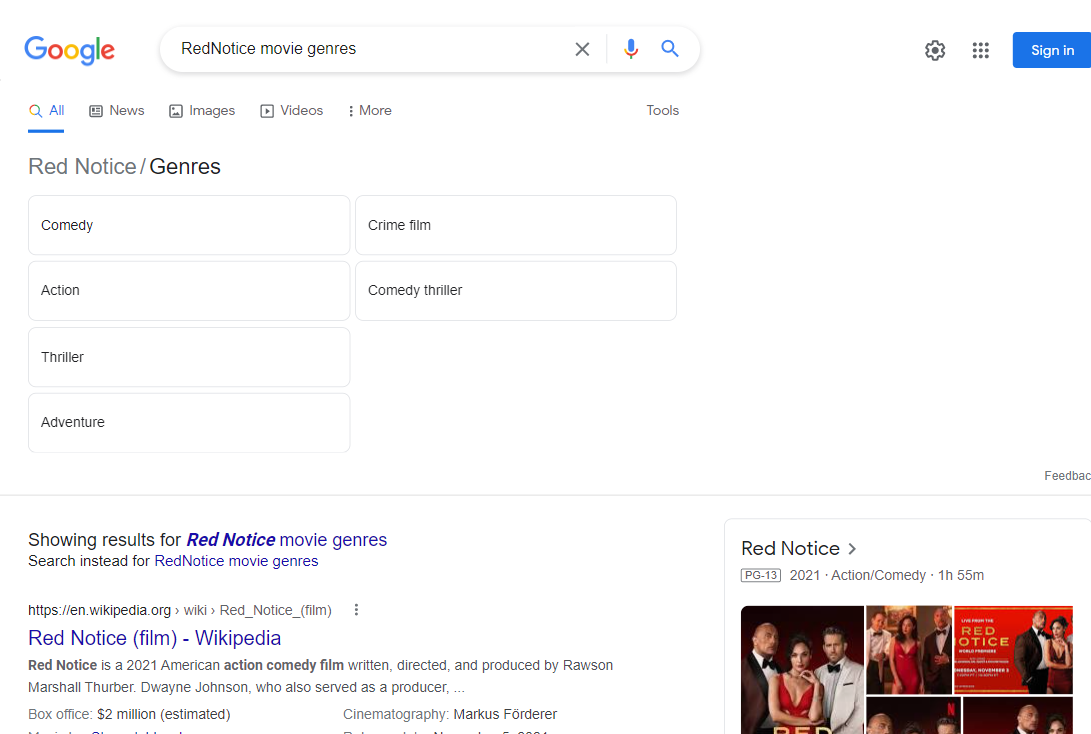 Google
RedNotice movie genres
Sign in
All News Images Videos More Tools
Red Notice / Genres
Comedy
Crime film
Action
Comedy thriller
Thriller
Adventure
Feedbac
Showing results for Red Notice movie genres
Search instead for RedNotice movie genres
https://en.wikipedia.org › wiki › Red_Notice_(film)
Red Notice (film) - Wikipedia
Red Notice is a 2021 American action comedy film written, directed, and produced by Rawson
Marshall Thurber. Dwayne Johnson, who also served as a producer, ...
Box office: $2 million (estimated)
Cinematography: Markus Förderer
Red Notice
PG-13 2021 · Action/Comedy · 1h 55m
LIVE FROM THE
RED
NOTICE
WORLD PREMIERE
RED
N